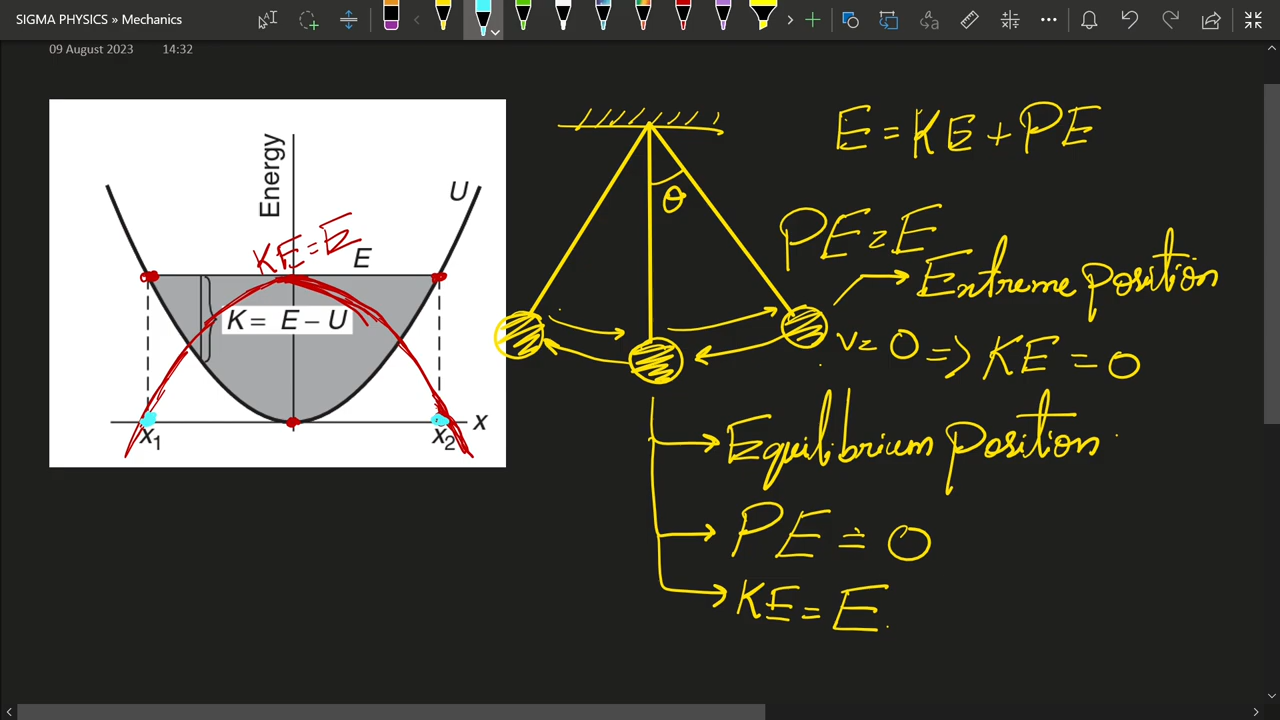 SIGMA PHYSICS » Mechanics
09 August 2023 14:32
Energy
U
KE=E
E
K = E – U
x1
x2
x
θ
E = KE + PE
PE = E
Extreme position
v = 0 => KE = 0
Equilibrium position
PE = 0
KE = E